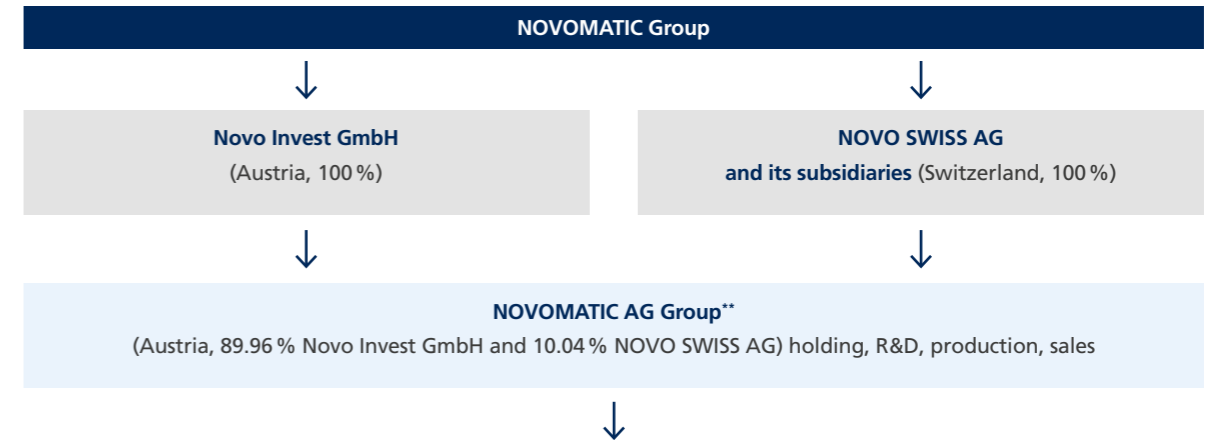 NOVOMATIC Group
Novo Invest GmbH
(Austria, 100 %)
NOVO SWISS AG
and its subsidiaries (Switzerland, 100 %)
NOVOMATIC AG Group**
(Austria, 89.96 % Novo Invest GmbH and 10.04 % NOVO SWISS AG) holding, R&D, production, sales